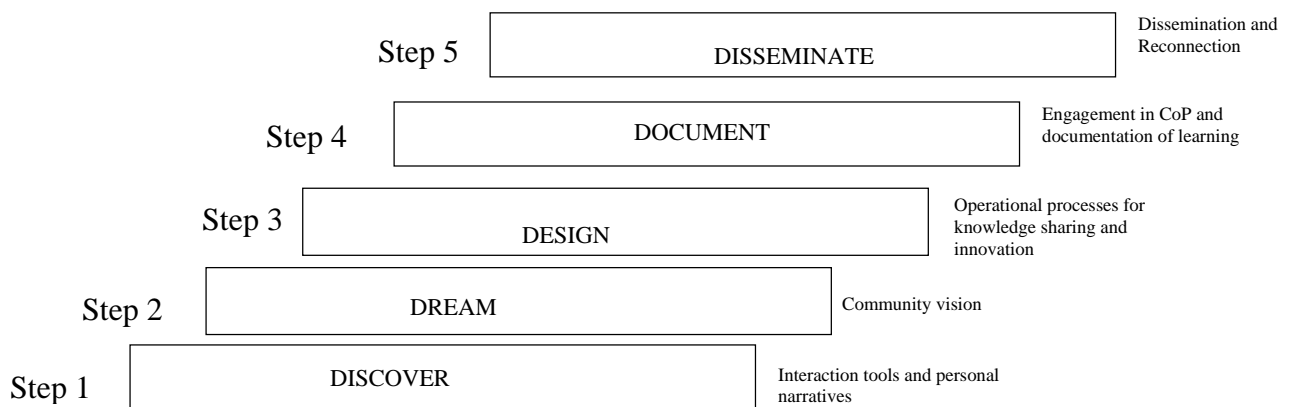 Step 5
DISSEMINATE
Dissemination and
Reconnection
Step 4
DOCUMENT
Engagement in CoP and
documentation of learning
Step 3
DESIGN
Operational processes for
knowledge sharing and
innovation
Step 2
DREAM
Community vision
Step 1
DISCOVER
Interaction tools and personal
narratives